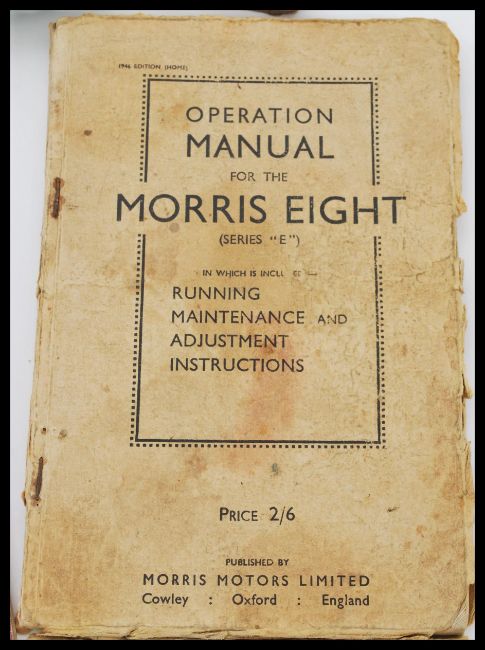 1946 EDITION (HOME)
OPERATION
MANUAL
FOR THE
MORRIS EIGHT
(SERIES "E")
IN WHICH IS
RUNNING
MAINTENANCE AND
ADJUSTMENT
INSTRUCTIONS
PRICE 2/6
PUBLISHED BY
MORRIS MOTORS LIMITED
Cowley : Oxford : England